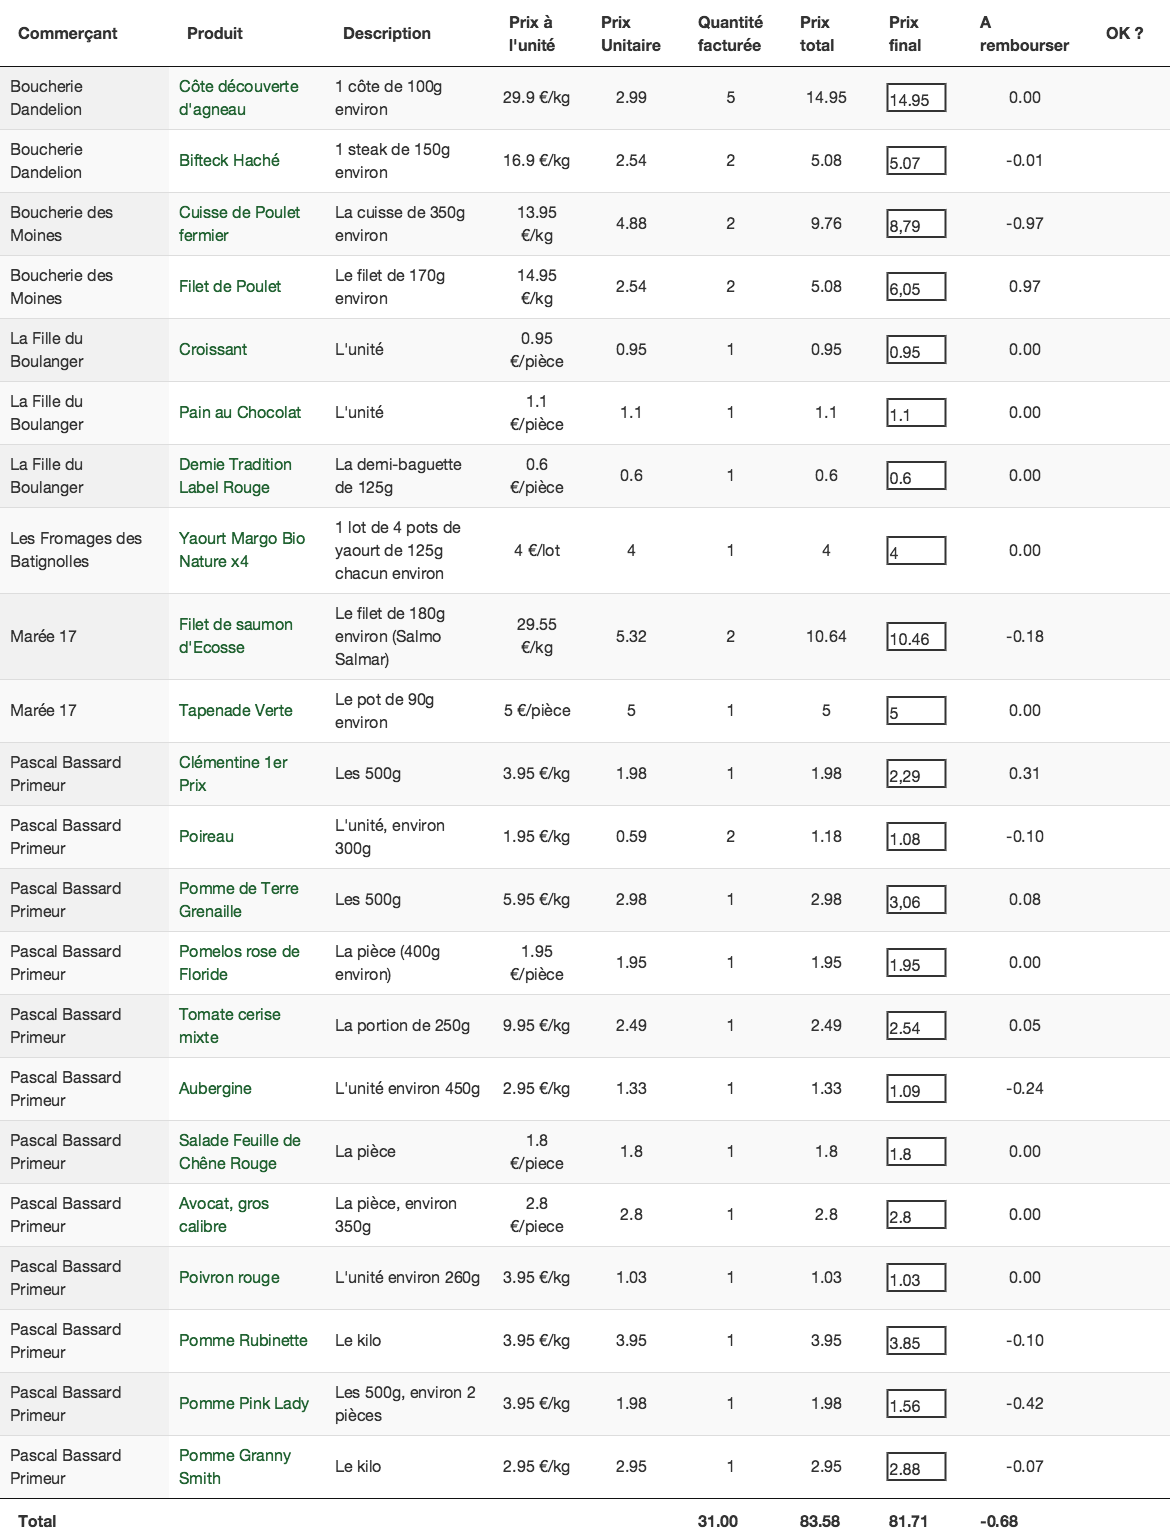 Commerçant Produit Description Prix à l'unité Prix Unitaire Quantité facturée Prix total Prix final A rembourser OK ?
Boucherie Dandelion Côte découverte d'agneau 1 côte de 100g environ 29.9 €/kg 2.99 5 14.95 14.95 0.00
Boucherie Dandelion Bifteck Haché 1 steak de 150g environ 16.9 €/kg 2.54 2 5.08 5.07 -0.01
Boucherie des Moines Cuisse de Poulet fermier La cuisse de 350g environ 13.95 €/kg 4.88 2 9.76 8,79 -0.97
Boucherie des Moines Filet de Poulet Le filet de 170g environ 14.95 €/kg 2.54 2 5.08 6,05 0.97
La Fille du Boulanger Croissant L'unité 0.95 €/pièce 0.95 1 0.95 0.95 0.00
La Fille du Boulanger Pain au Chocolat L'unité 1.1 €/pièce 1.1 1 1.1 1.1 0.00
La Fille du Boulanger Demie Tradition Label Rouge La demi-baguette de 125g 0.6 €/pièce 0.6 1 0.6 0.6 0.00
Les Fromages des Batignolles Yaourt Margo Bio Nature x4 1 lot de 4 pots de yaourt de 125g chacun environ 4 €/lot 4 1 4 4 0.00
Marée 17 Filet de saumon d'Ecosse Le filet de 180g environ (Salmo Salmar) 29.55 €/kg 5.32 2 10.64 10.46 -0.18
Marée 17 Tapenade Verte Le pot de 90g environ 5 €/pièce 5 1 5 5 0.00
Pascal Bassard Primeur Clémentine 1er Prix Les 500g 3.95 €/kg 1.98 1 1.98 2,29 0.31
Pascal Bassard Primeur Poireau L'unité, environ 300g 1.95 €/kg 0.59 2 1.18 1.08 -0.10
Pascal Bassard Primeur Pomme de Terre Grenaille Les 500g 5.95 €/kg 2.98 1 2.98 3,06 0.08
Pascal Bassard Primeur Pomelos rose de Floride La pièce (400g environ) 1.95 €/pièce 1.95 1 1.95 1.95 0.00
Pascal Bassard Primeur Tomate cerise mixte La portion de 250g 9.95 €/kg 2.49 1 2.49 2.54 0.05
Pascal Bassard Primeur Aubergine L'unité environ 450g 2.95 €/kg 1.33 1 1.33 1.09 -0.24
Pascal Bassard Primeur Salade Feuille de Chêne Rouge La pièce 1.8 €/piece 1.8 1 1.8 1.8 0.00
Pascal Bassard Primeur Avocat, gros calibre La pièce, environ 350g 2.8 €/piece 2.8 1 2.8 2.8 0.00
Pascal Bassard Primeur Poivron rouge L'unité environ 260g 3.95 €/kg 1.03 1 1.03 1.03 0.00
Pascal Bassard Primeur Pomme Rubinette Le kilo 3.95 €/kg 3.95 1 3.95 3.85 -0.10
Pascal Bassard Primeur Pomme Pink Lady Les 500g, environ 2 pièces 3.95 €/kg 1.98 1 1.98 1.56 -0.42
Pascal Bassard Primeur Pomme Granny Smith Le kilo 2.95 €/kg 2.95 1 2.95 2.88 -0.07
Total 31.00 83.58 81.71 -0.68